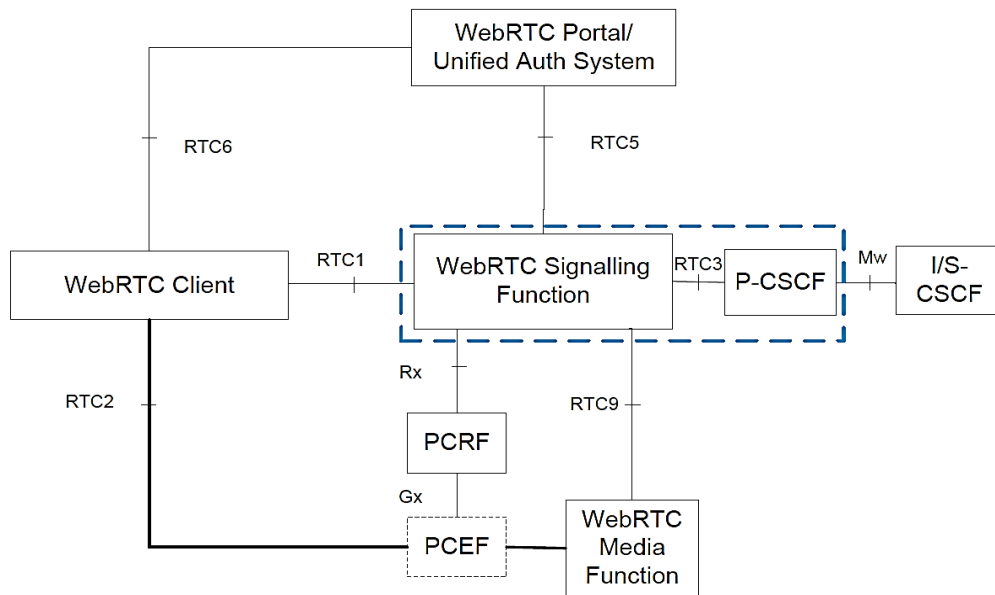 WebRTC Portal/
Unified Auth System
RTC6
RTC5
WebRTC Client
RTC1
WebRTC Signalling
Function
RTC3
P-CSCF
Mw
I/S-
CSCF
Rx
RTC2
RTC9
PCRF
Gx
PCEF
WebRTC
Media
Function